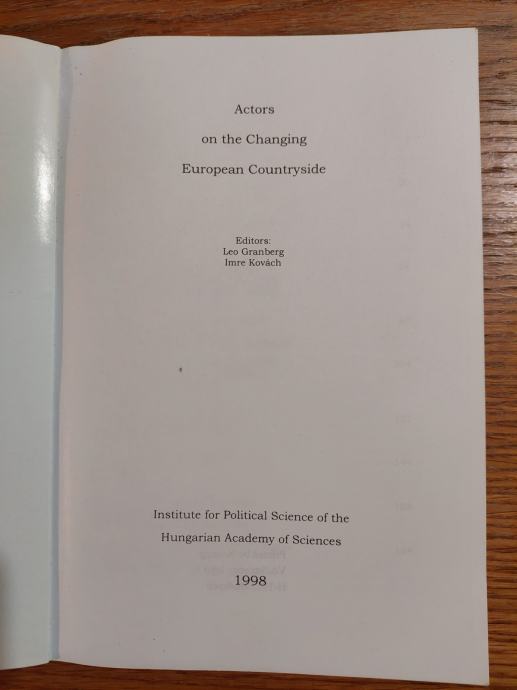 Actors
on the Changing
European Countryside
Editors:
Leo Granberg
Imre Kovách
Institute for Political Science of the
Hungarian Academy of Sciences
1998